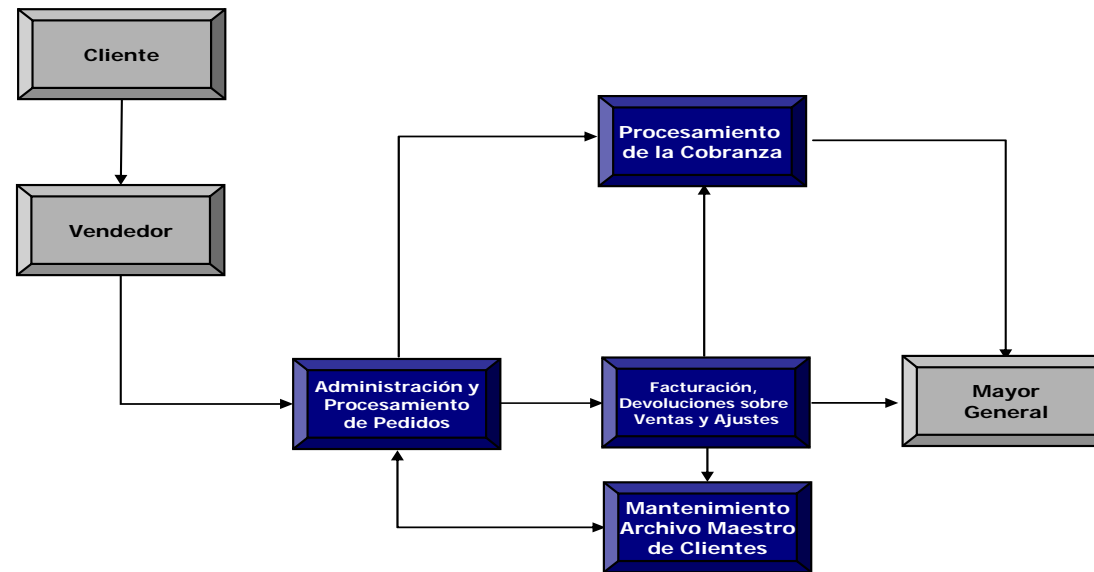 Cliente
Procesamiento
de la Cobranza
Vendedor
Administración y
Procesamiento
de Pedidos
Facturación,
Devoluciones sobre
Ventas y Ajustes
Mayor
General
Mantenimiento
Archivo Maestro
de Clientes